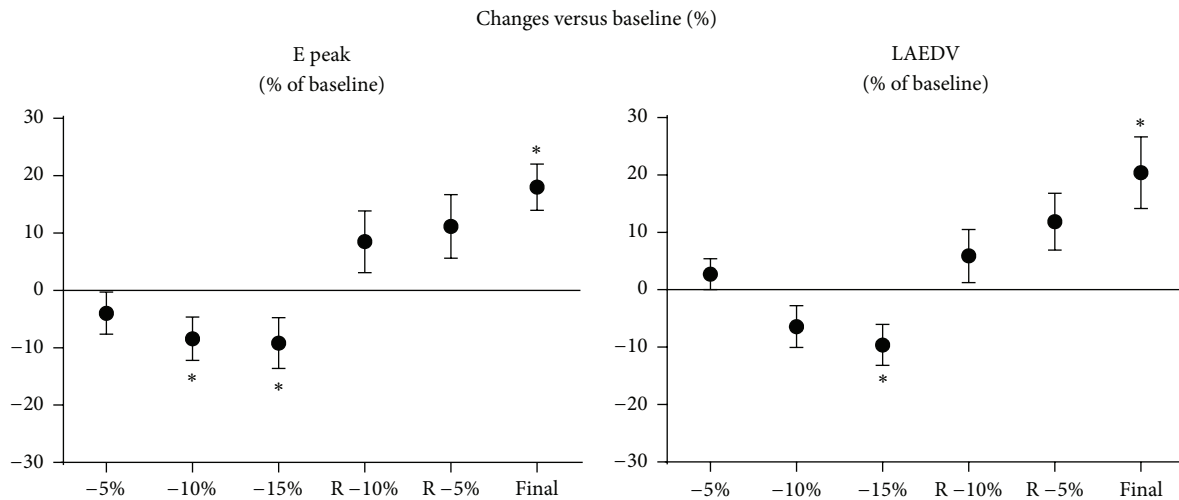 Changes versus baseline (%)
E peak
(% of baseline)
30
20
10
0
−10
−20
−30
*
*
*
−5%
−10%
−15%
R −10%
R −5%
Final
LAEDV
(% of baseline)
30
20
10
0
−10
−20
−30
*
*
−5%
−10%
−15%
R −10%
R −5%
Final